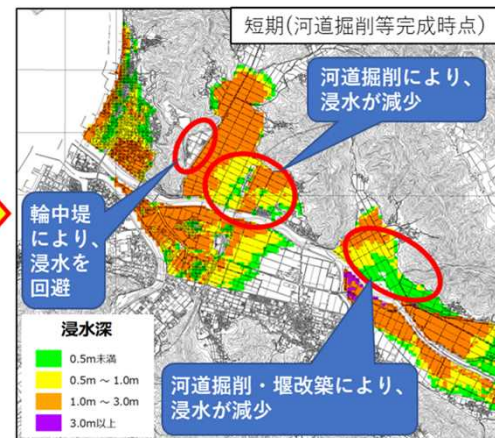 短期(河道掘削等完成時点)
河道掘削により、
浸水が減少
輪中堤
により、
浸水を
回避
浸水深
0.5m未満
0.5m ～ 1.0m
1.0m ～ 3.0m
3.0m以上
河道掘削・堰改築により、
浸水が減少